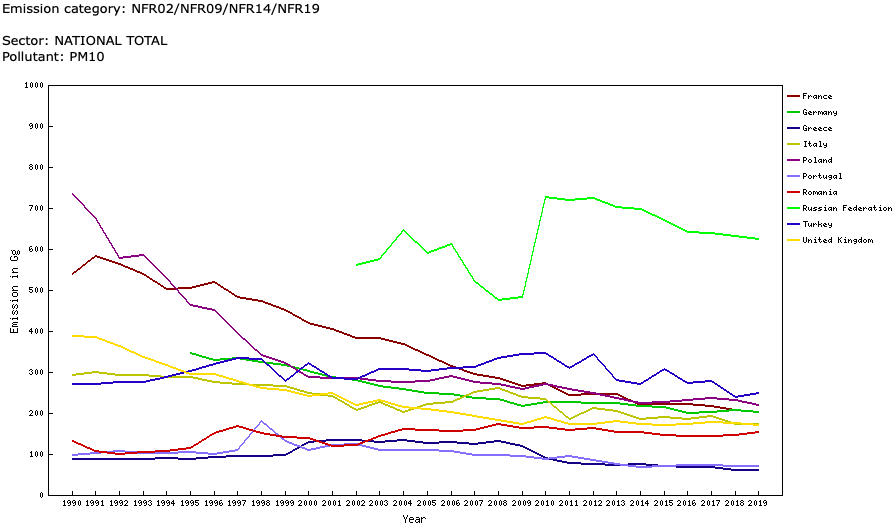 Emission category: NFR02/NFR09/NFR14/NFR19
Sector: NATIONAL TOTAL
Pollutant: PM10
1000
900
800
700
600
500
400
300
200
100
0
Emission in Gg
1990 1991 1992 1993 1994 1995 1996 1997 1998 1999 2000 2001 2002 2003 2004 2005 2006 2007 2008 2009 2010 2011 2012 2013 2014 2015 2016 2017 2018 2019
Year
France
Germany
Greece
Italy
Poland
Portugal
Romania
Russian Federation
Turkey
United Kingdom